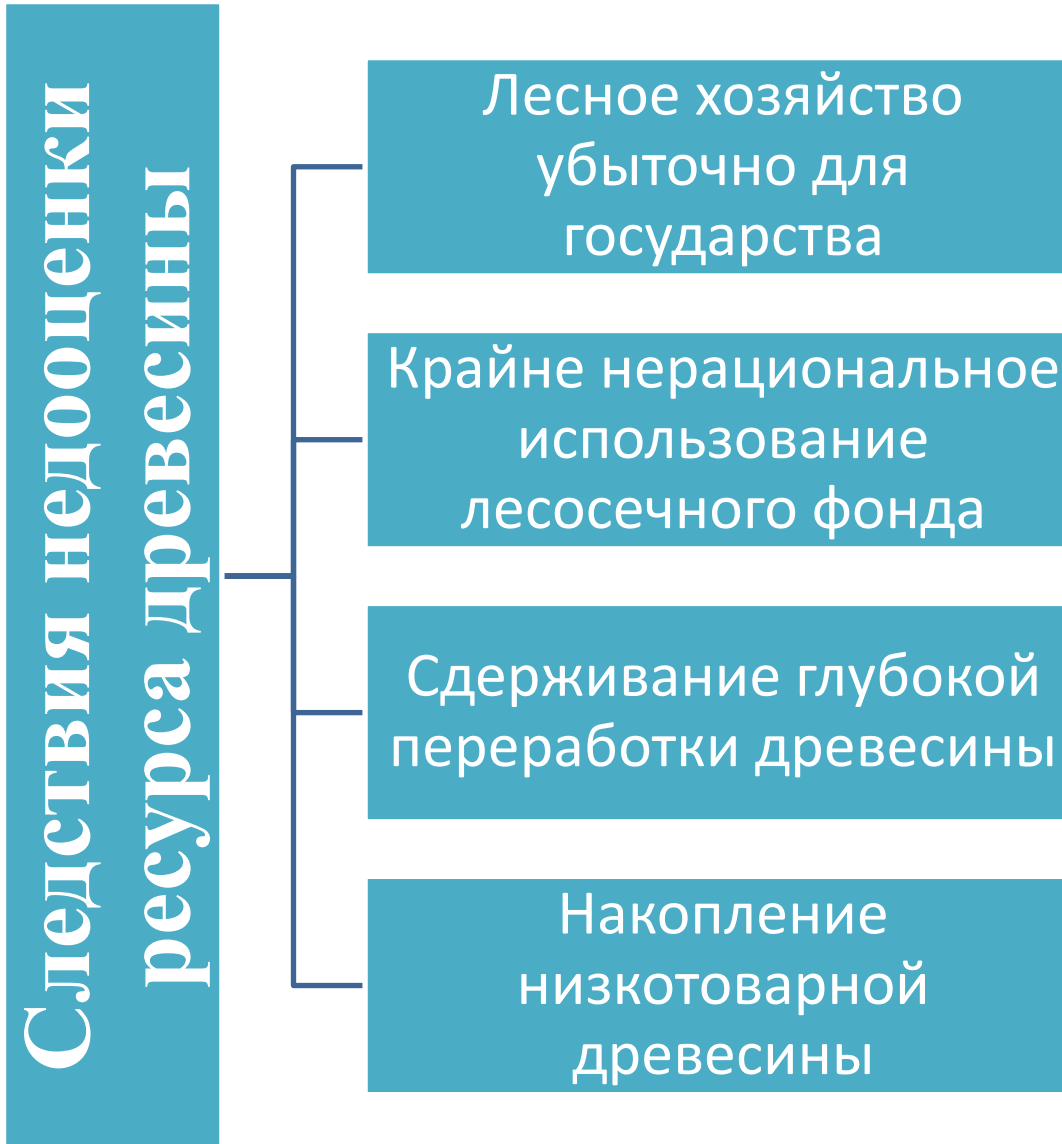 Следствия недооценки
ресурса древесины
Лесное хозяйство
убыточно для
государства
Крайне нерациональное
использование
лесосечного фонда
Сдерживание глубокой
переработки древесины
Накопление
низкотоварной
древесины